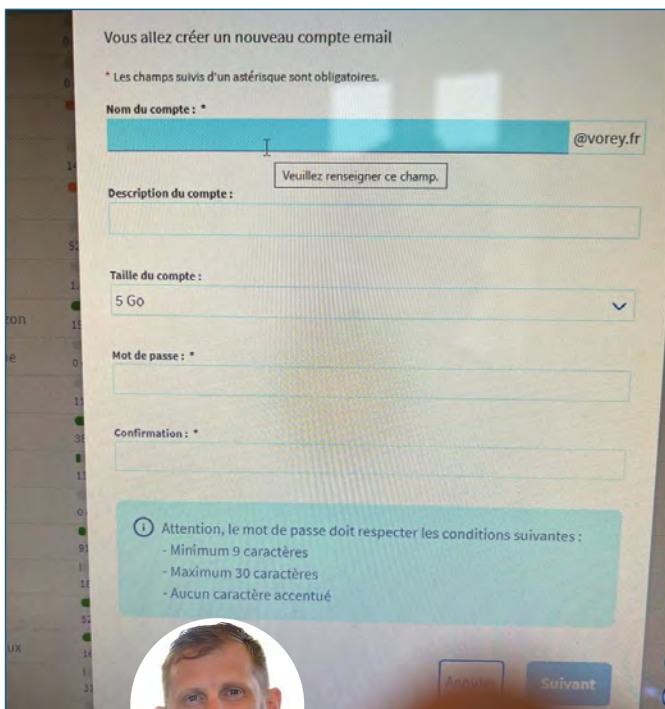 Vous allez créer un nouveau compte email
* Les champs suivis d'un astérisque sont obligatoires.
Nom du compte : *
@vorey.fr
Veuillez renseigner ce champ.
Description du compte :
Taille du compte :
5 Go
Mot de passe : *
Confirmation : *
Attention, le mot de passe doit respecter les conditions suivantes :
- Minimum 9 caractères
- Maximum 30 caractères
- Aucun caractère accentué
Annuler
Suivant